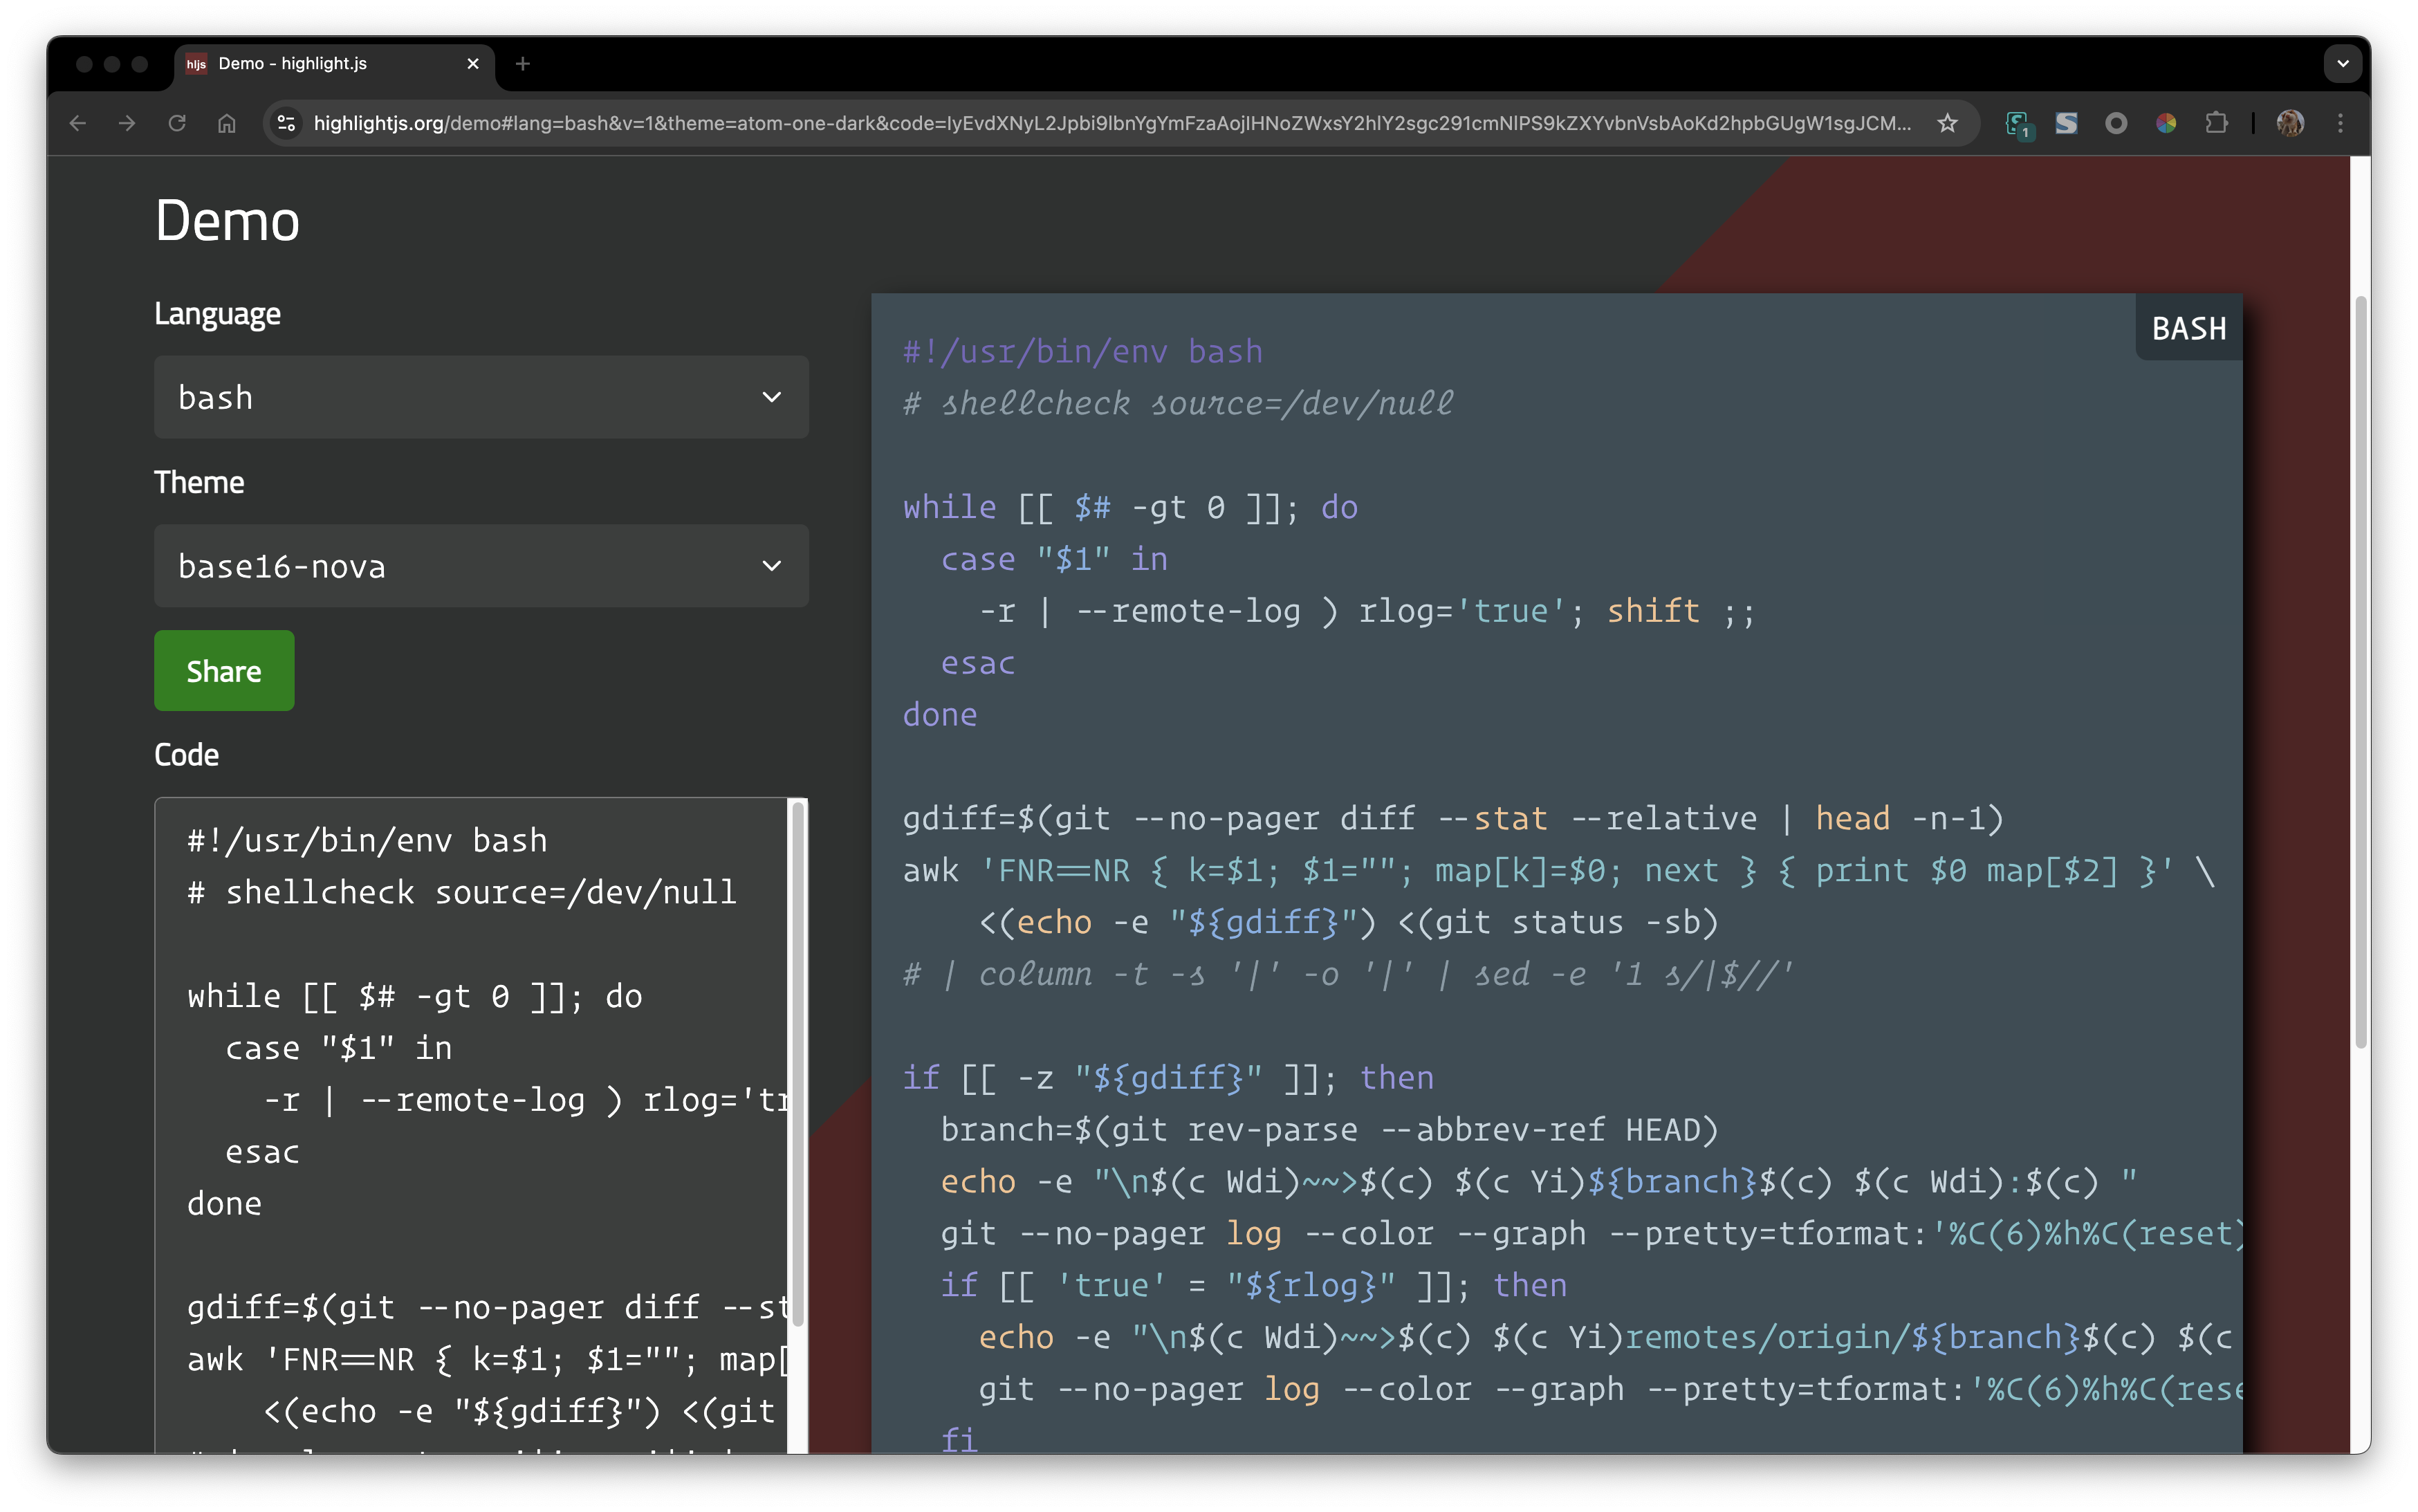 hljs Demo - highlight.js
highlightjs.org/demo#lang=bash&v=1&theme=atom-one-dark&code=IyEvdXNyL2Jpbi9lbnYgYmFzaAojIHNoZWxsY2hlY2sgc291cmNlPS9kZXYvbnVsbAoKd2hpbGUgW1sgJCM... 1
Demo
Language
bash
Theme
base16-nova
Share
Code
#!/usr/bin/env bash
# shellcheck source=/dev/null
while [[ $# -gt 0 ]]; do
case "$1" in
-r | --remote-log ) rlog='tr
esac
done
gdiff=$(git --no-pager diff --st
awk 'FNR==NR { k=$1; $1=""; map[
<(echo -e "${gdiff}") <(git
BASH
#!/usr/bin/env bash
# shellcheck source=/dev/null
while [[ $# -gt 0 ]]; do
case "$1" in
-r | --remote-log ) rlog='true'; shift ;;
esac
done
gdiff=$(git --no-pager diff --stat --relative | head -n-1)
awk 'FNR==NR { k=$1; $1=""; map[k]=$0; next } { print $0 map[$2] }' \
<(echo -e "${gdiff}") <(git status -sb)
# | column -t -s '|' -o '|' | sed -e '1 s/|$//'
if [[ -z "${gdiff}" ]]; then
branch=$(git rev-parse --abbrev-ref HEAD)
echo -e "\n$(c Wdi)~~>$(c) $(c Yi)${branch}$(c) $(c Wdi):$(c) "
git --no-pager log --color --graph --pretty=tformat:'%C(6)%h%C(reset)
if [[ 'true' = "${rlog}" ]]; then
echo -e "\n$(c Wdi)~~>$(c) $(c Yi)remotes/origin/${branch}$(c) $(c
git --no-pager log --color --graph --pretty=tformat:'%C(6)%h%C(rese
fi